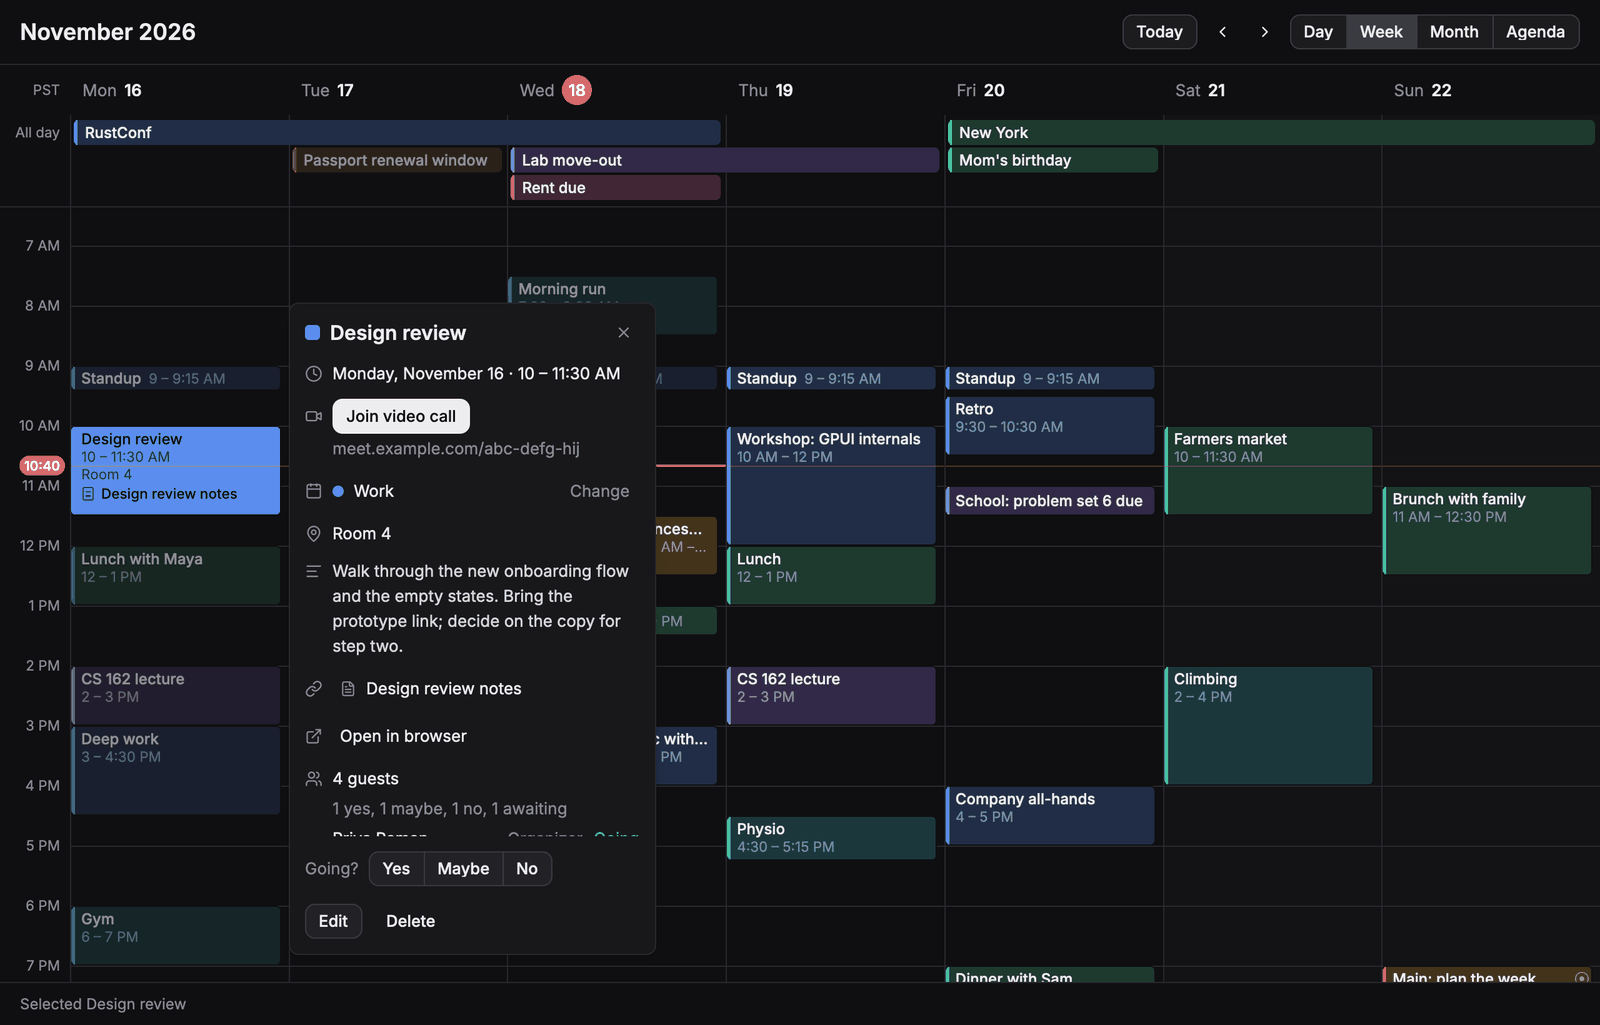 November 2026
Today
Day Week Month Agenda
PST
Mon 16
Tue 17
Wed 18
Thu 19
Fri 20
Sat 21
Sun 22
All day
RustConf
New York
Passport renewal window
Lab move-out
Mom's birthday
Rent due
7 AM
8 AM
9 AM
10 AM
10:40
11 AM
12 PM
1 PM
2 PM
3 PM
4 PM
5 PM
6 PM
7 PM
Standup 9 – 9:15 AM
Design review
10 – 11:30 AM
Room 4
Design review notes
Lunch with Maya
12 – 1 PM
CS 162 lecture
2 – 3 PM
Deep work
3 – 4:30 PM
Gym
6 – 7 PM
Morning run
Design review
Monday, November 16 · 10 – 11:30 AM
Join video call
meet.example.com/abc-defg-hij
Work
Change
Room 4
Walk through the new onboarding flow
and the empty states. Bring the
prototype link; decide on the copy for
step two.
Design review notes
Open in browser
4 guests
1 yes, 1 maybe, 1 no, 1 awaiting
Organizer Going
Going?
Yes Maybe No
Edit
Delete
nces...
AM –...
PM
with...
PM
Standup 9 – 9:15 AM
Workshop: GPUI internals
10 AM – 12 PM
Lunch
12 – 1 PM
CS 162 lecture
2 – 3 PM
Physio
4:30 – 5:15 PM
Standup 9 – 9:15 AM
Retro
9:30 – 10:30 AM
School: problem set 6 due
Company all-hands
4 – 5 PM
Dinner with Sam
Farmers market
10 – 11:30 AM
Climbing
2 – 4 PM
Brunch with family
11 AM – 12:30 PM
Main: plan the week
Selected Design review